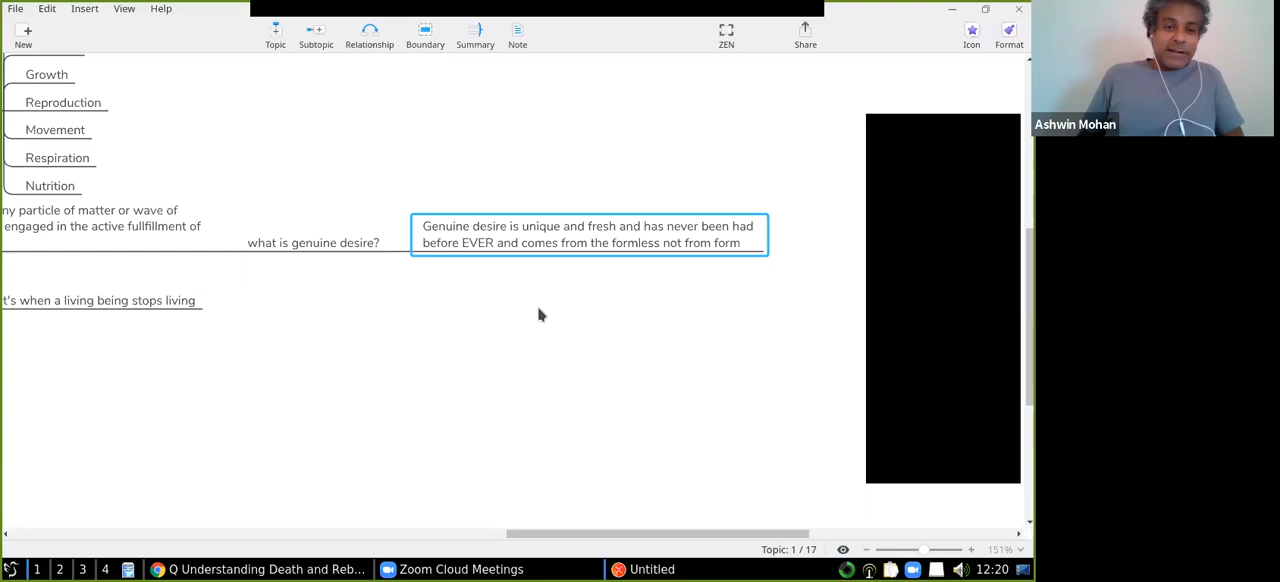 File Edit Insert View Help
New Topic Subtopic Relationship Boundary Summary Note ZEN Share Icon Format
Ashwin Mohan
Growth
Reproduction
Movement
Respiration
Nutrition
ny particle of matter or wave of
engaged in the active fullfillment of
what is genuine desire?
Genuine desire is unique and fresh and has never been had
before EVER and comes from the formless not from form
t's when a living being stops living
Topic: 1 / 17 151%
1 2 3 4 Q Understanding Death and Reb... Zoom Cloud Meetings Untitled 12:20